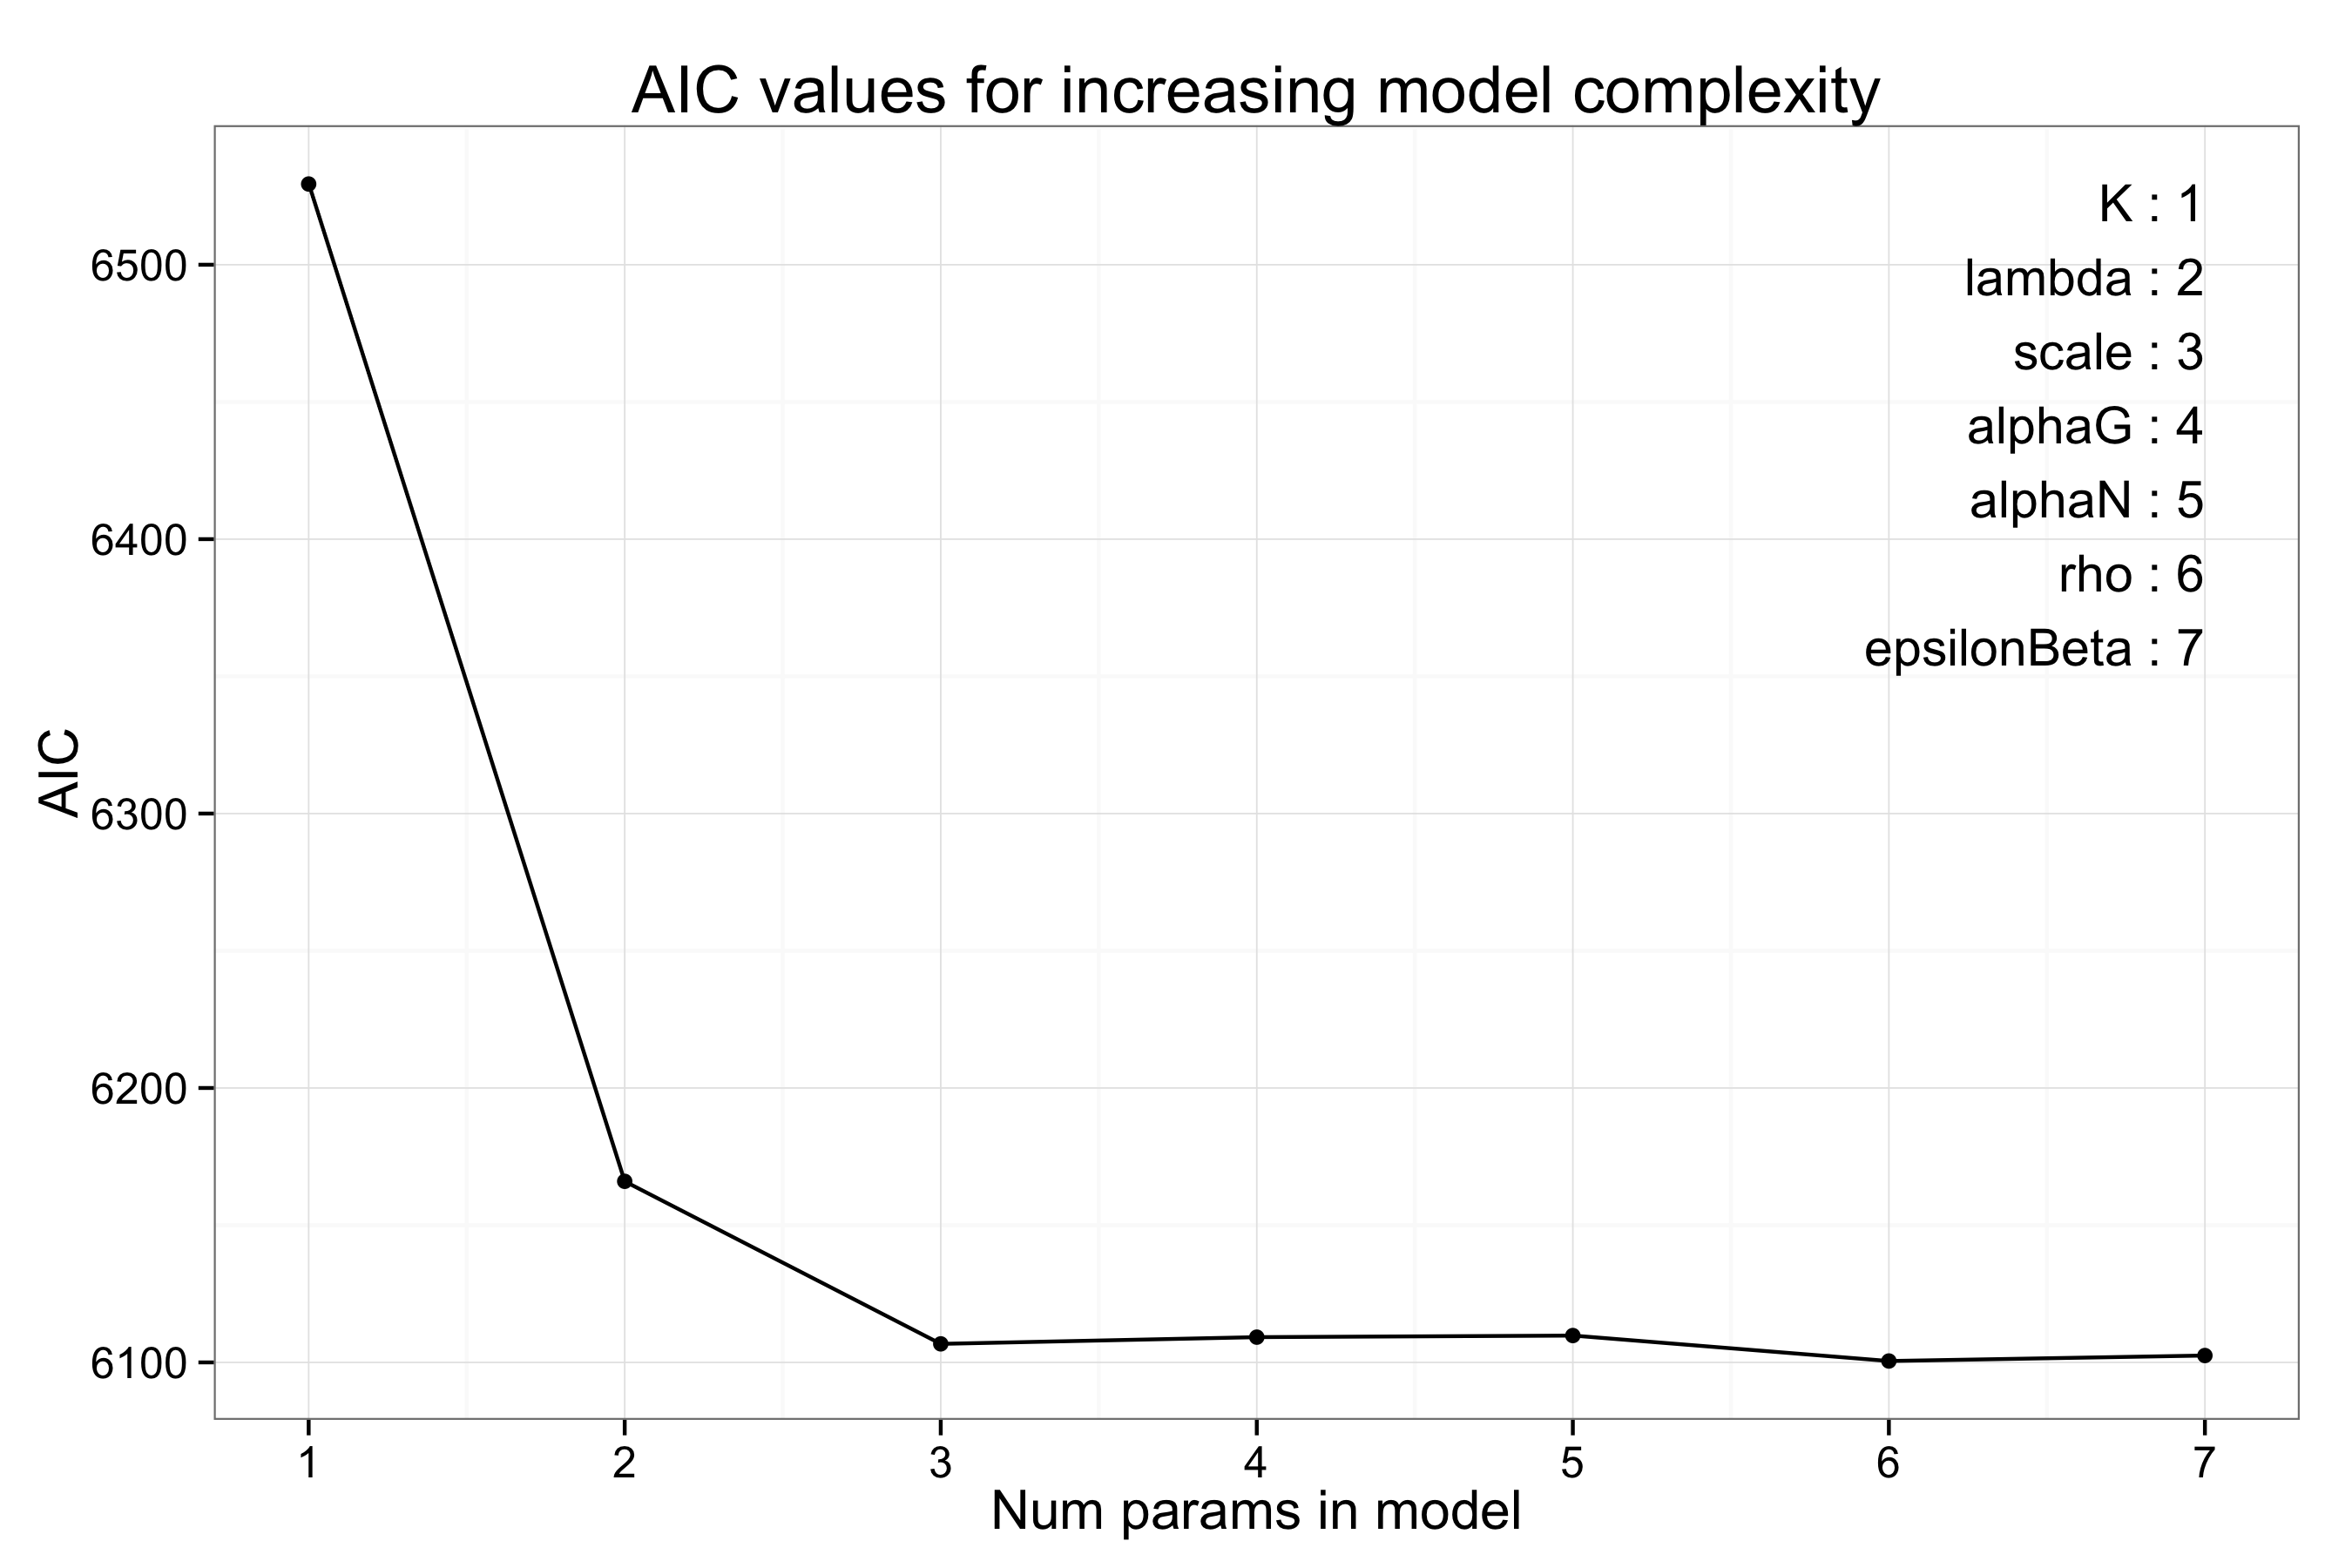 AIC values for increasing model complexity
K : 1
lambda : 2
scale : 3
alphaG : 4
alphaN : 5
rho : 6
epsilonBeta : 7
AIC
6500
6400
6300
6200
6100
1 2 3 4 5 6 7
Num params in model